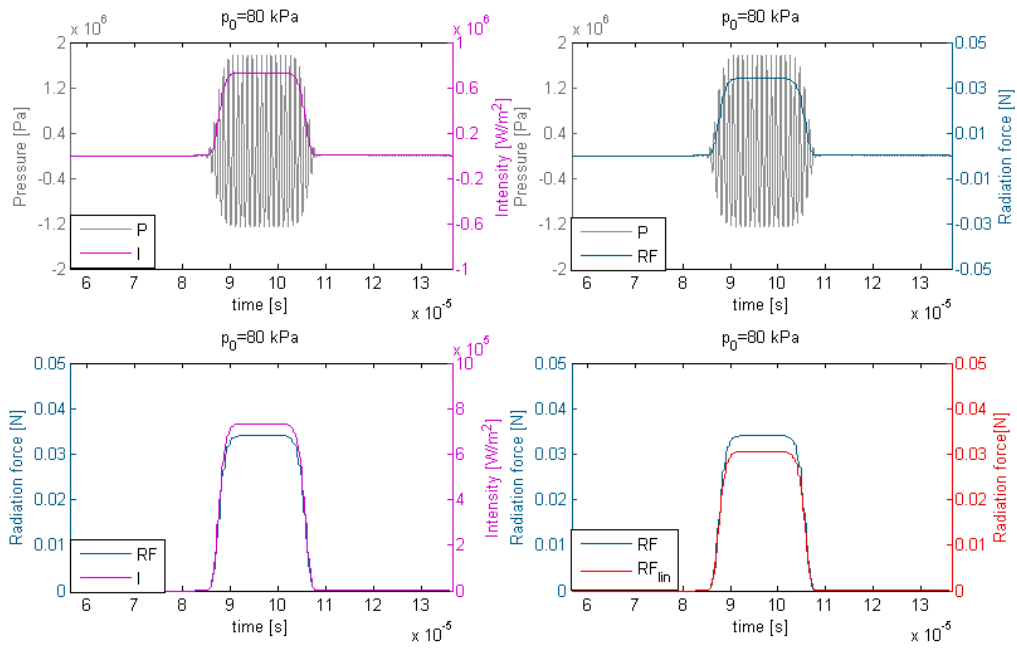 p0=80 kPa
x 10^6
x 10^6
2
1.2
0.4
-0.4
-1.2
-2
Pressure [Pa]
1
0.6
0.2
-0.2
-0.6
-1
Intensity [W/m²]
P
I
6 7 8 9 10 11 12 13
time [s]
x 10^-5
p0=80 kPa
x 10^6
2
1.2
0.4
-0.4
-1.2
-2
Pressure [Pa]
0.05
0.03
0.01
-0.01
-0.03
-0.05
Radiation force [N]
P
RF
6 7 8 9 10 11 12 13
time [s]
x 10^-5
p0=80 kPa
x 10^5
0.05
0.04
0.03
0.02
0.01
0
Radiation force [N]
10
8
6
4
2
0
Intensity [W/m²]
RF
I
6 7 8 9 10 11 12 13
time [s]
x 10^-5
p0=80 kPa
0.05
0.04
0.03
0.02
0.01
0
Radiation force [N]
0.05
0.04
0.03
0.02
0.01
0
Radiation force[N]
RF
RFlin
6 7 8 9 10 11 12 13
time [s]
x 10^-5